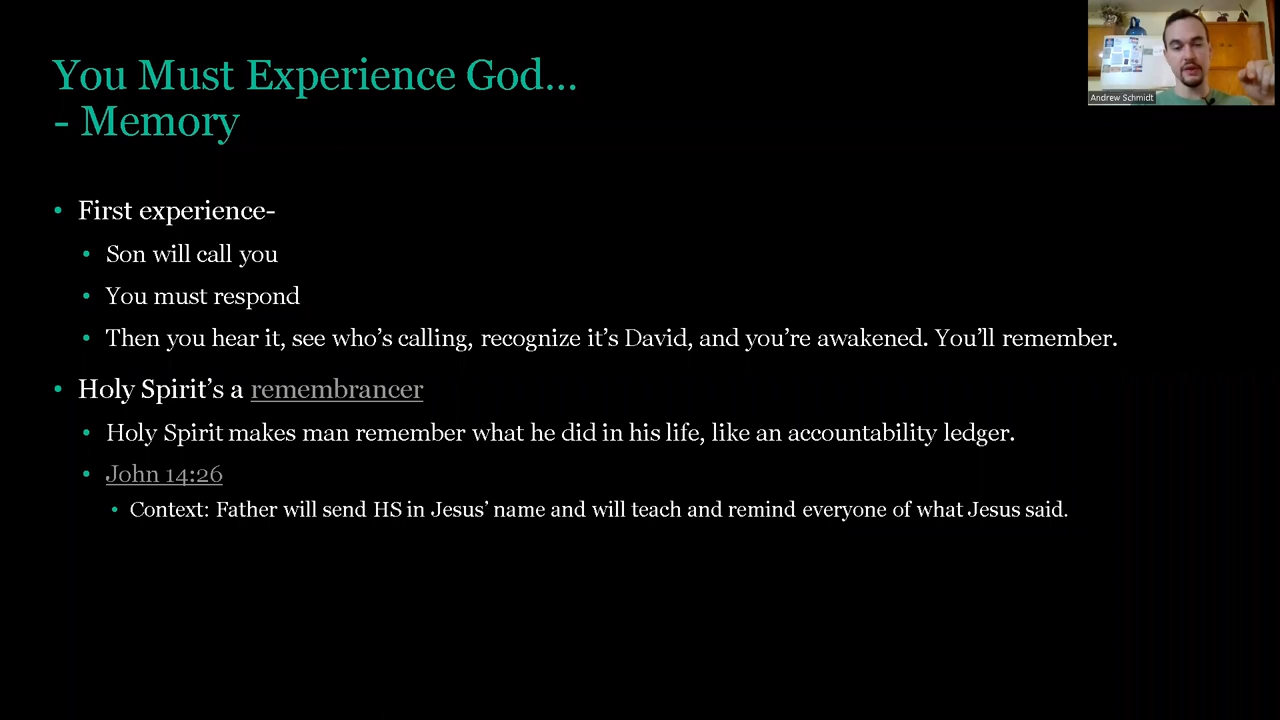 You Must Experience God...
- Memory
Andrew Schmidt
• First experience-
• Son will call you
• You must respond
• Then you hear it, see who's calling, recognize it's David, and you're awakened. You'll remember.
• Holy Spirit's a remembrancer
• Holy Spirit makes man remember what he did in his life, like an accountability ledger.
• John 14:26
• Context: Father will send HS in Jesus' name and will teach and remind everyone of what Jesus said.